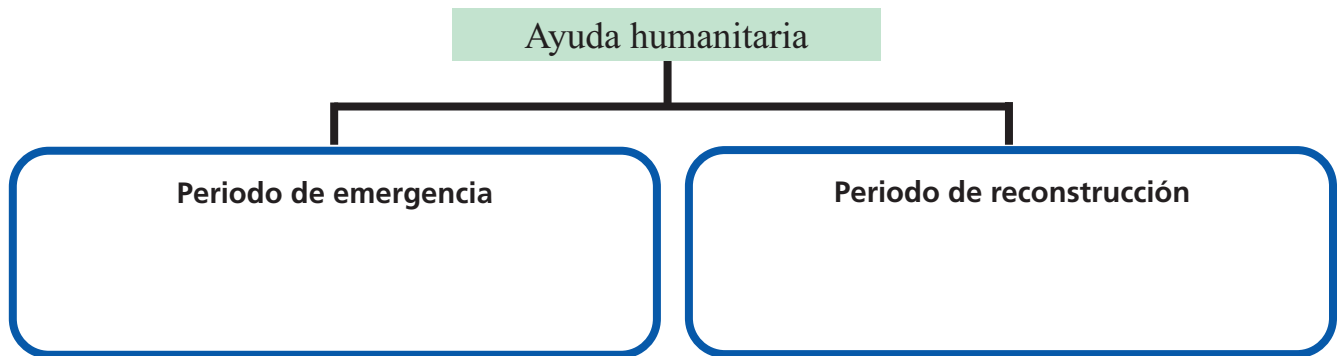 Ayuda humanitaria
Periodo de emergencia
Periodo de reconstrucción